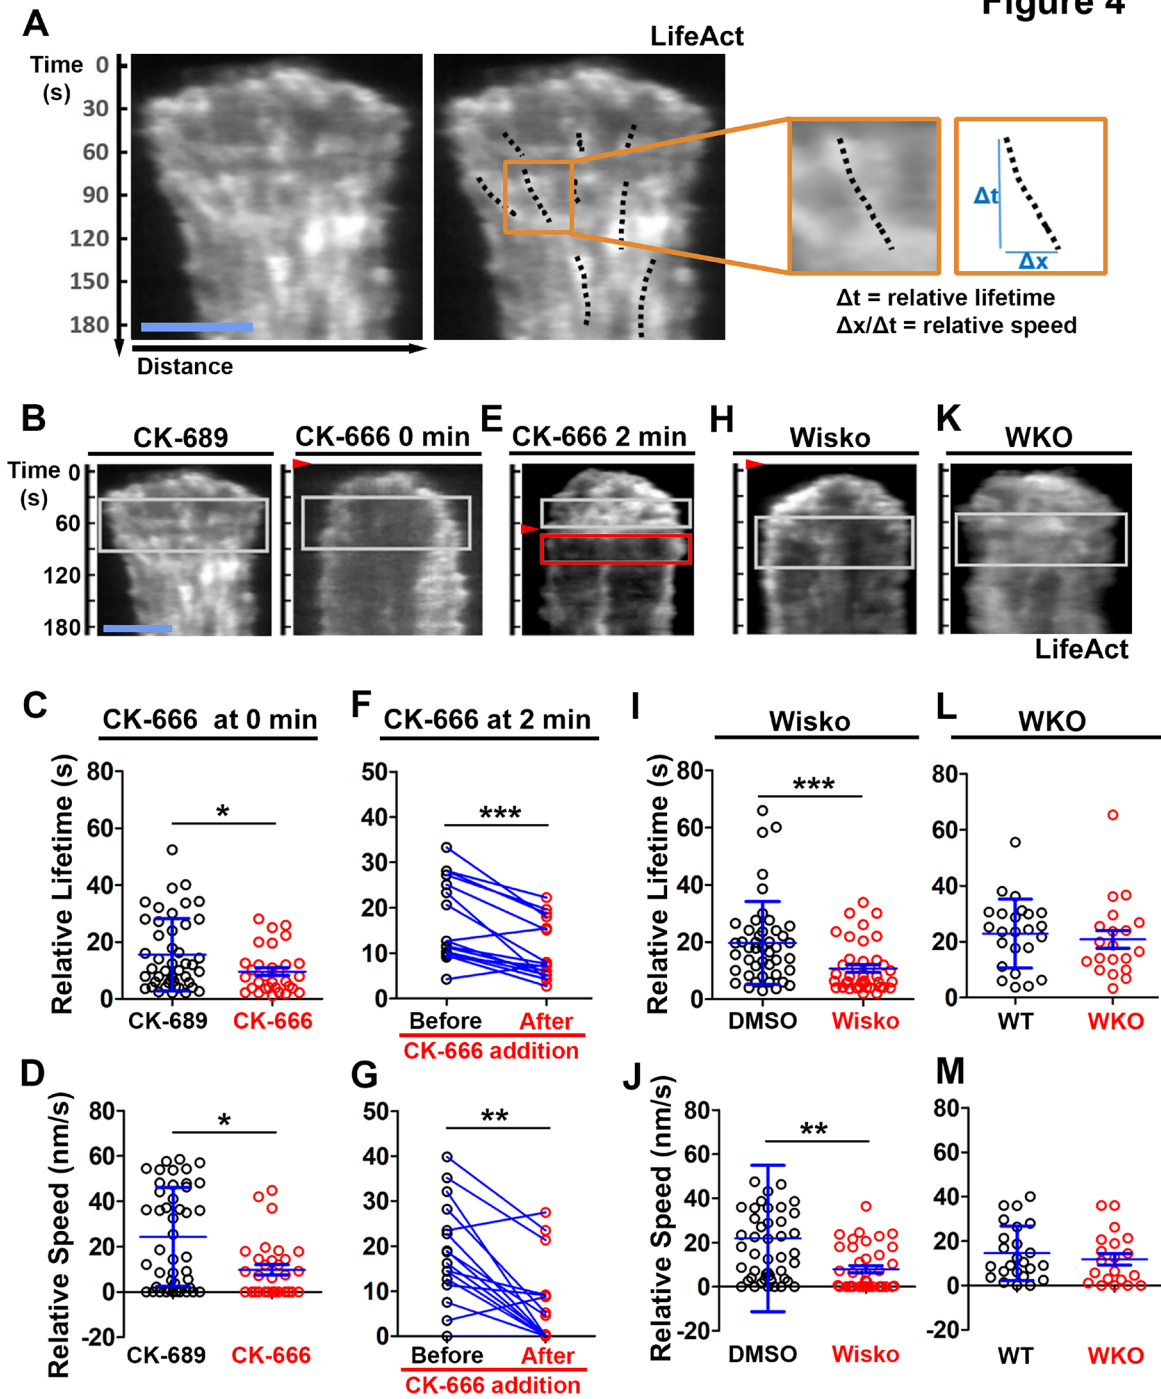 Figure 4
A
LifeAct
Time
(s)
0
30
60
90
120
150
180
Distance
Δt
Δx
Δt = relative lifetime
Δx/Δt = relative speed
B
CK-689
CK-666 0 min
E
CK-666 2 min
H
Wisko
K
WKO
Time
(s)
0
60
120
180
LifeAct
C
CK-666 at 0 min
Relative Lifetime (s)
80
60
40
20
0
*
CK-689
CK-666
F
CK-666 at 2 min
50
40
30
20
10
0
***
Before
After
CK-666 addition
I
Wisko
Relative Lifetime (s)
80
60
40
20
0
***
DMSO
Wisko
L
WKO
80
60
40
20
0
WT
WKO
D
Relative Speed (nm/s)
80
60
40
20
0
-20
*
CK-689
CK-666
G
50
40
30
20
10
0
**
Before
After
CK-666 addition
J
Relative Speed (nm/s)
80
60
40
20
0
-20
**
DMSO
Wisko
M
80
60
40
20
0
-20
WT
WKO